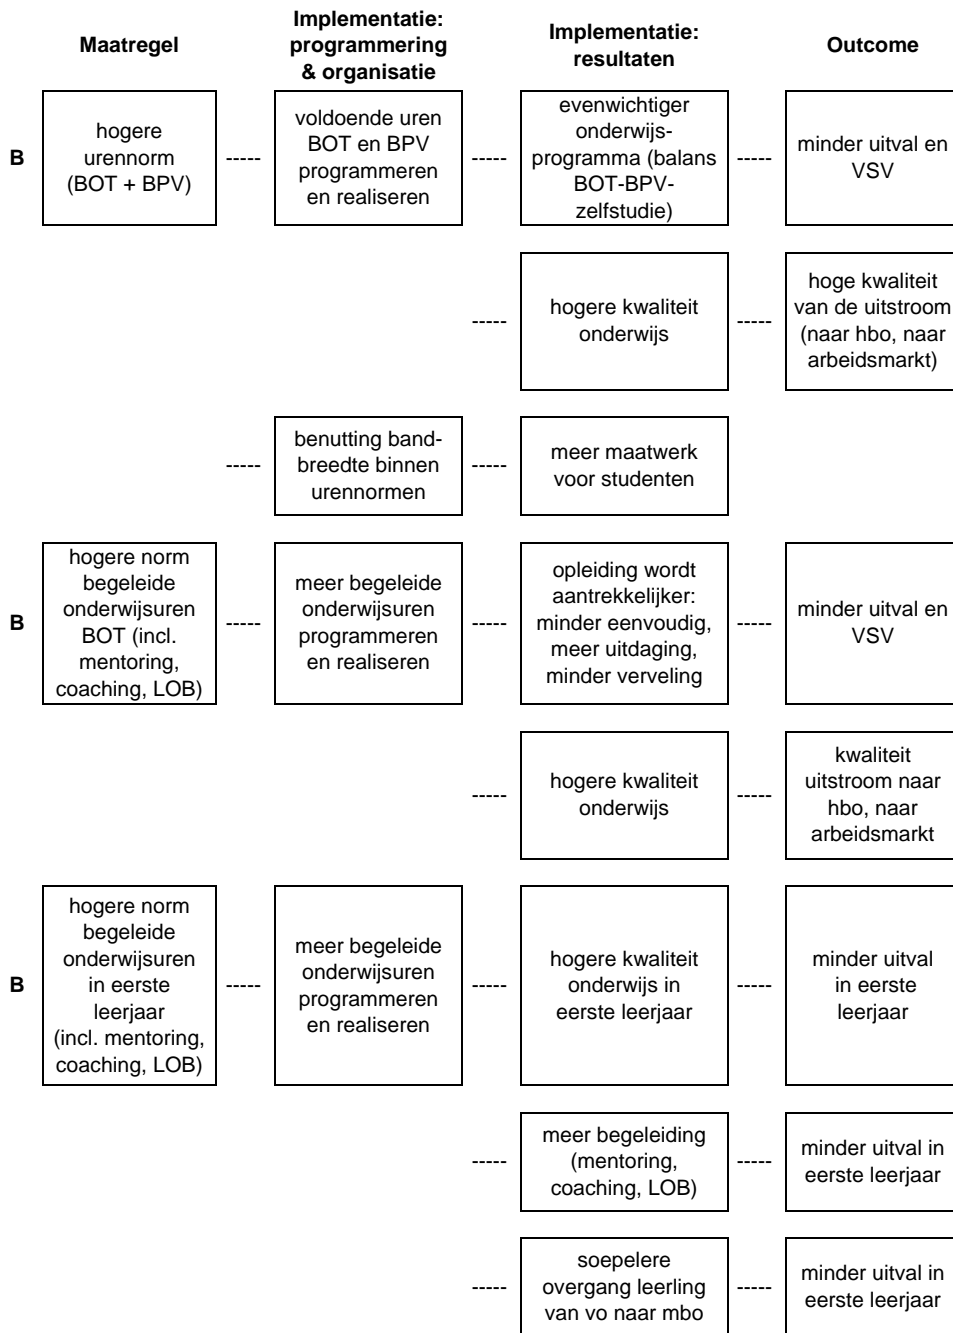 Maatregel
Implementatie:
programmering
& organisatie
Implementatie:
resultaten
Outcome
B
hogere
urennorm
(BOT + BPV)
-----
voldoende uren
BOT en BPV
programmeren
en realiseren
-----
evenwichtiger
onderwijs-
programma (balans
BOT-BPV-
zelfstudie)
-----
minder uitval en
VSV
-----
hogere kwaliteit
onderwijs
-----
hoge kwaliteit
van de uitstroom
(naar hbo, naar
arbeidsmarkt)
-----
benutting band-
breedte binnen
urennormen
-----
meer maatwerk
voor studenten
B
hogere norm
begeleide
onderwijsuren
BOT (incl.
mentoring,
coaching, LOB)
-----
meer begeleide
onderwijsuren
programmeren
en realiseren
-----
opleiding wordt
aantrekkelijker:
minder eenvoudig,
meer uitdaging,
minder verveling
-----
minder uitval en
VSV
-----
hogere kwaliteit
onderwijs
-----
kwaliteit
uitstroom naar
hbo, naar
arbeidsmarkt
B
hogere norm
begeleide
onderwijsuren
in eerste
leerjaar
(incl. mentoring,
coaching, LOB)
-----
meer begeleide
onderwijsuren
programmeren
en realiseren
-----
hogere kwaliteit
onderwijs in
eerste leerjaar
-----
minder uitval
in eerste
leerjaar
-----
meer begeleiding
(mentoring,
coaching, LOB)
-----
minder uitval in
eerste leerjaar
-----
soepelere
overgang leerling
van vo naar mbo
-----
minder uitval in
eerste leerjaar